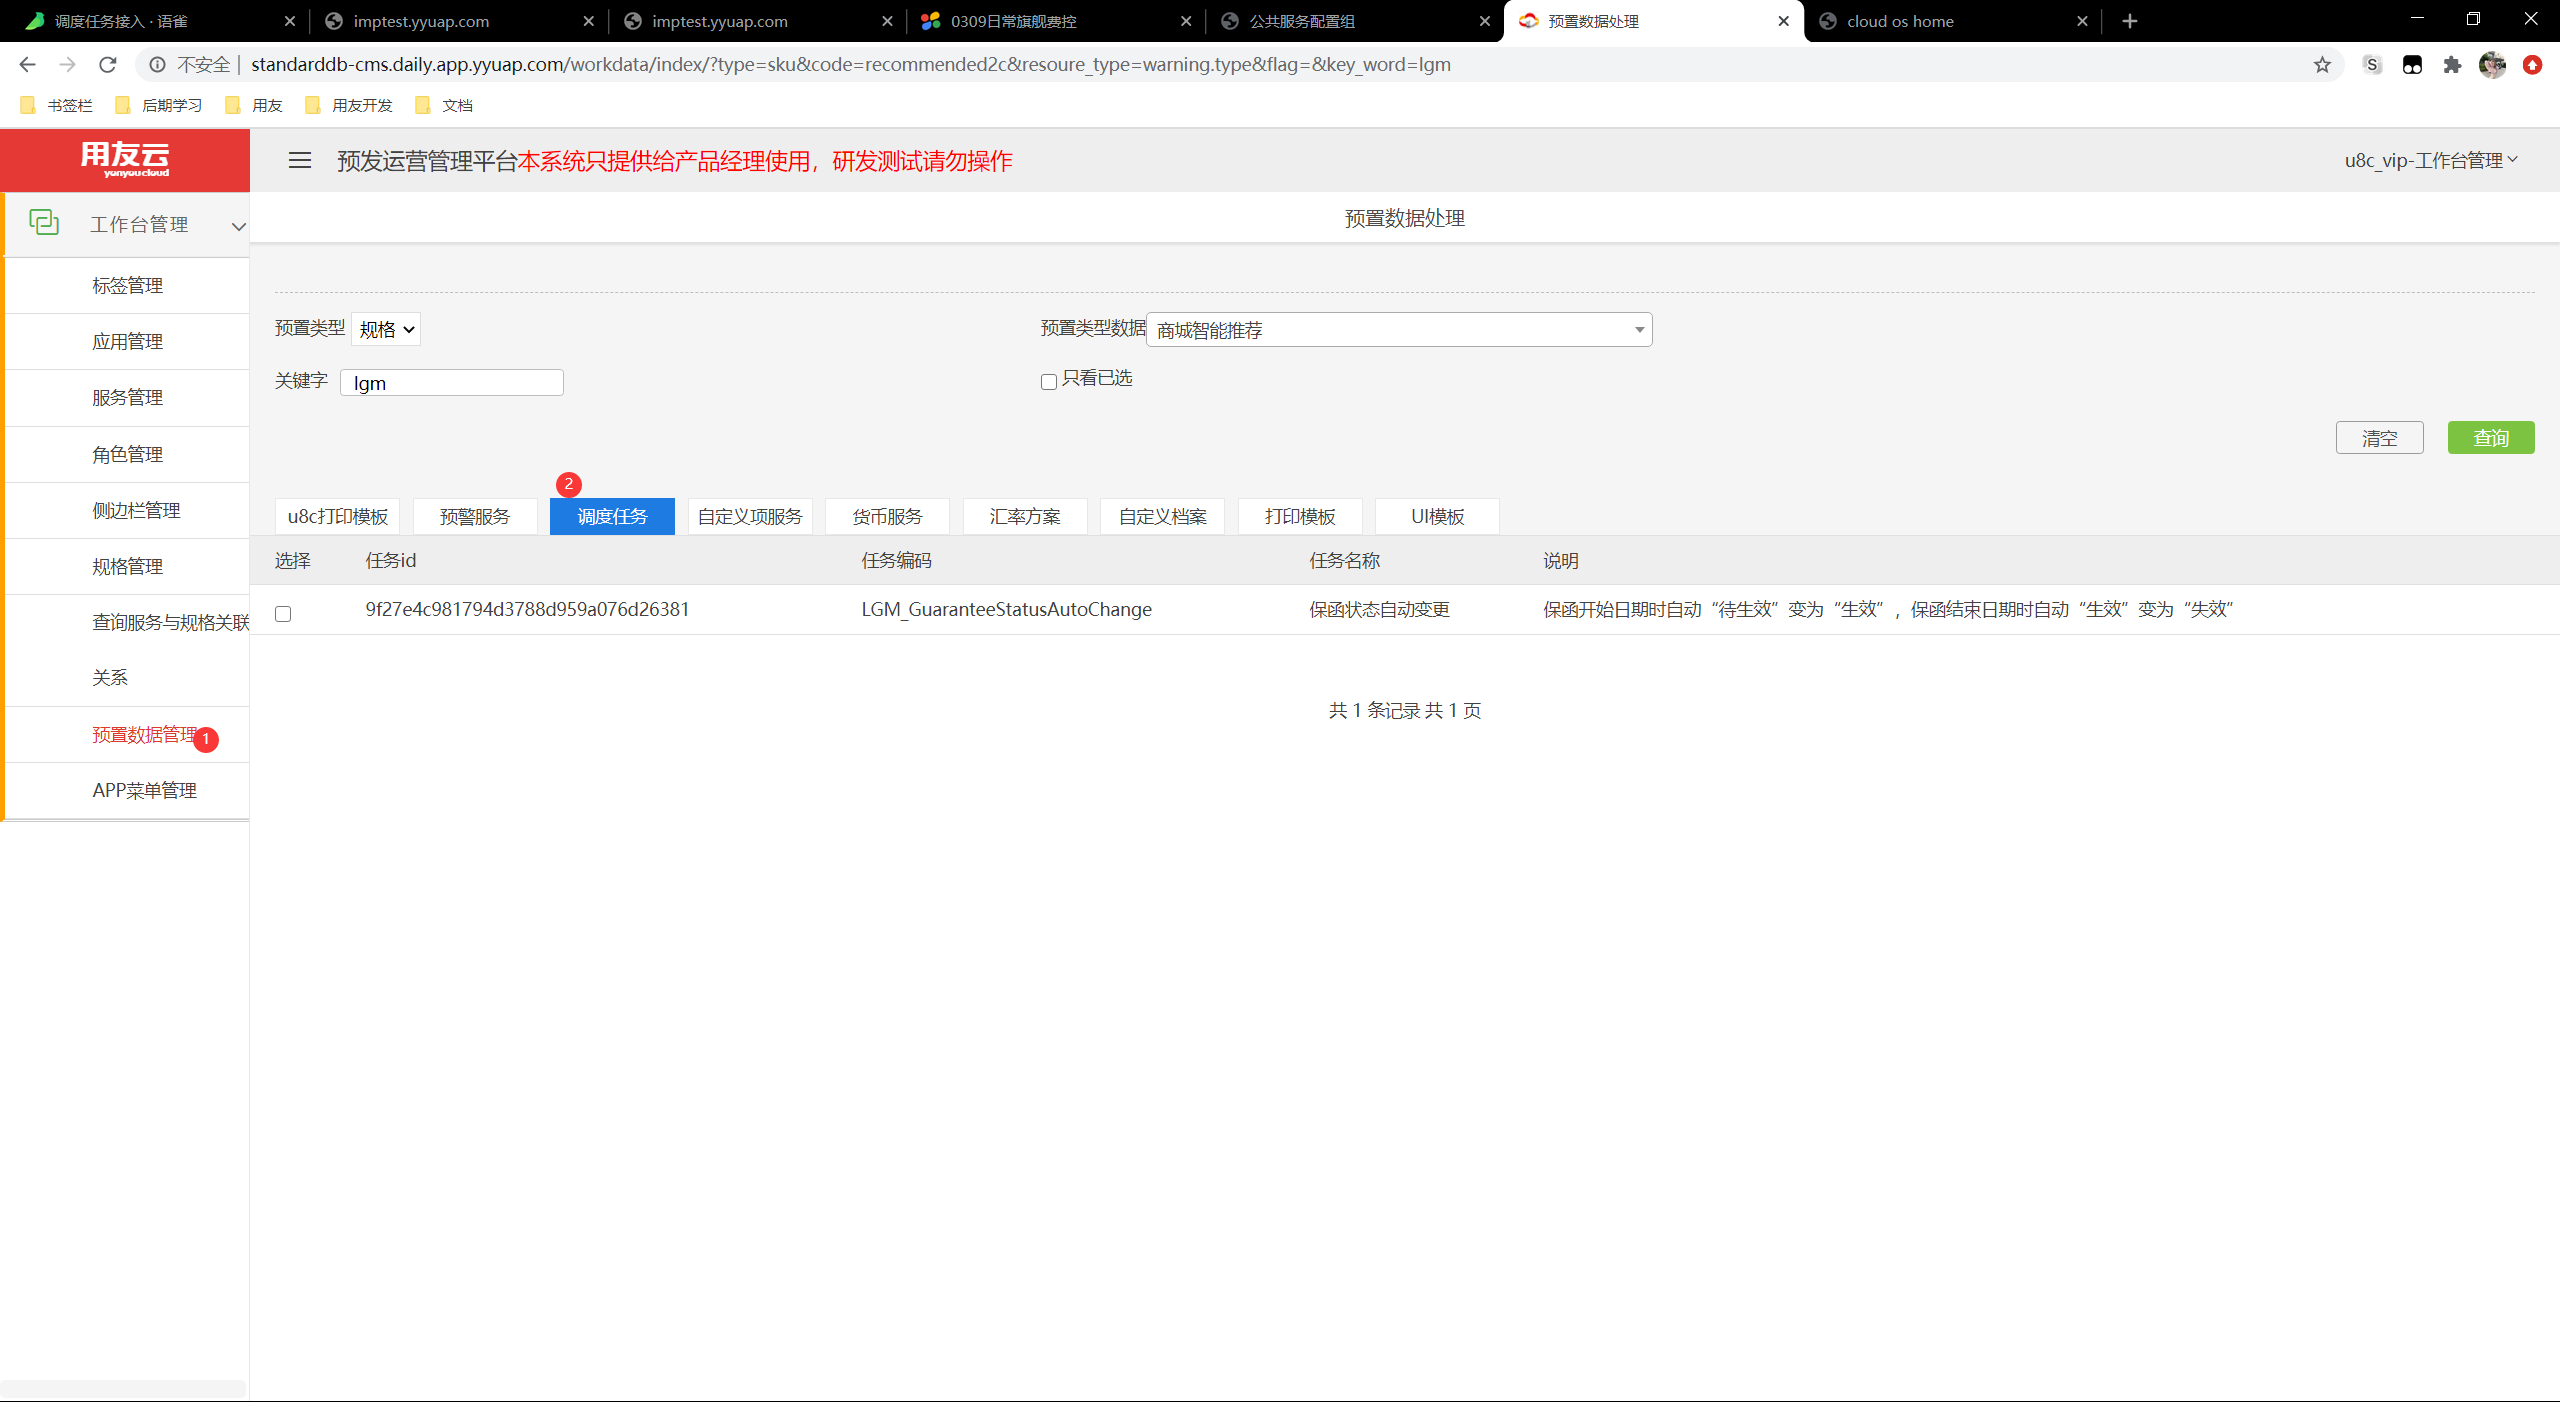 调度任务接入 · 语雀
imptest.yyuap.com
imptest.yyuap.com
0309日常旗舰费控
公共服务配置组
预置数据处理
cloud os home
不安全 | standarddb-cms.daily.app.yyuap.com/workdata/index/?type=sku&code=recommended2c&resoure_type=warning.type&flag=&key_word=lgm
书签栏
后期学习
用友
用友开发
文档
用友云
yonyou cloud
预发运营管理平台本系统只提供给产品经理使用，研发测试请勿操作
u8c_vip-工作台管理
工作台管理
标签管理
应用管理
服务管理
角色管理
侧边栏管理
规格管理
查询服务与规格关联
关系
预置数据管理 1
APP菜单管理
预置数据处理
预置类型 规格
预置类型数据 商城智能推荐
关键字 lgm
只看已选
清空 查询
2
u8c打印模板 预警服务 调度任务 自定义项服务 货币服务 汇率方案 自定义档案 打印模板 UI模板
选择 任务id 任务编码 任务名称 说明
9f27e4c981794d3788d959a076d26381 LGM_GuaranteeStatusAutoChange 保函状态自动变更 保函开始日期时自动“待生效”变为“生效”，保函结束日期时自动“生效”变为“失效”
共 1 条记录 共 1 页